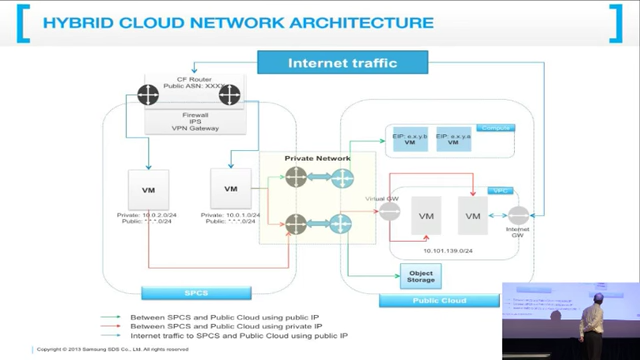 HYBRID CLOUD NETWORK ARCHITECTURE
Internet traffic
CF Router
Public ASN: XXXX
Firewall
IPS
VPN Gateway
Private Network
Compute
EIP: e.x.y.b
VM
EIP: e.x.y.a
VM
VM
VM
Private: 10.0.2.0/24
Public: *.*.*.0/24
Private: 10.0.1.0/24
Public: *.*.*.0/24
Virtual GW
VPC
VM
VM
Internet
GW
10.101.139.0/24
Object
Storage
SPCS
Public Cloud
Between SPCS and Public Cloud using public IP
Between SPCS and Public Cloud using private IP
Internet traffic to SPCS and Public Cloud using public IP
Copyright © 2013 Samsung SDS Co., Ltd. All rights reserved